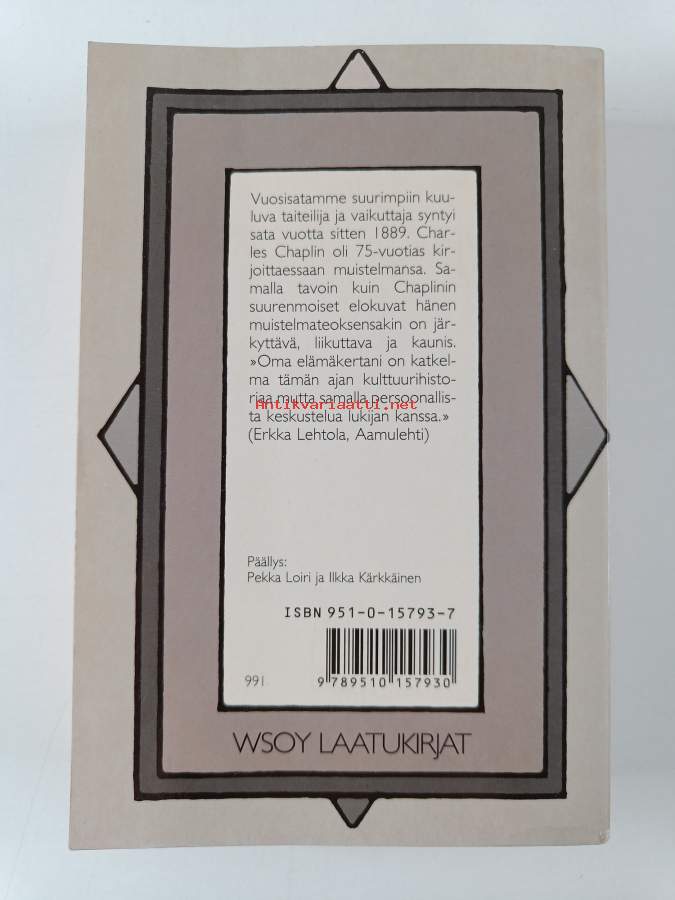 Vuosisatamme suurimpiin kuu-
luva taiteilija ja vaikuttaja syntyi
sata vuotta sitten 1889. Char-
les Chaplin oli 75-vuotias kir-
joittaessaan muistelmansa. Sa-
malla tavoin kuin Chaplinin
suurenmoiset elokuvat hänen
muistelmateoksensakin on jär-
kyttävä, liikuttava ja kaunis.
»Oma elämäkertani on katkel-
ma tämän ajan kulttuurihisto-
riaa mutta samalla persoonallis-
Antikvariaatti.net
ta keskustelua lukijan kanssa.»
(Erkka Lehtola, Aamulehti)
Päällys:
Pekka Loiri ja Ilkka Kärkkäinen
ISBN 951-0-15793-7
991
9 789510 157930
WSOY LAATUKIRJAT